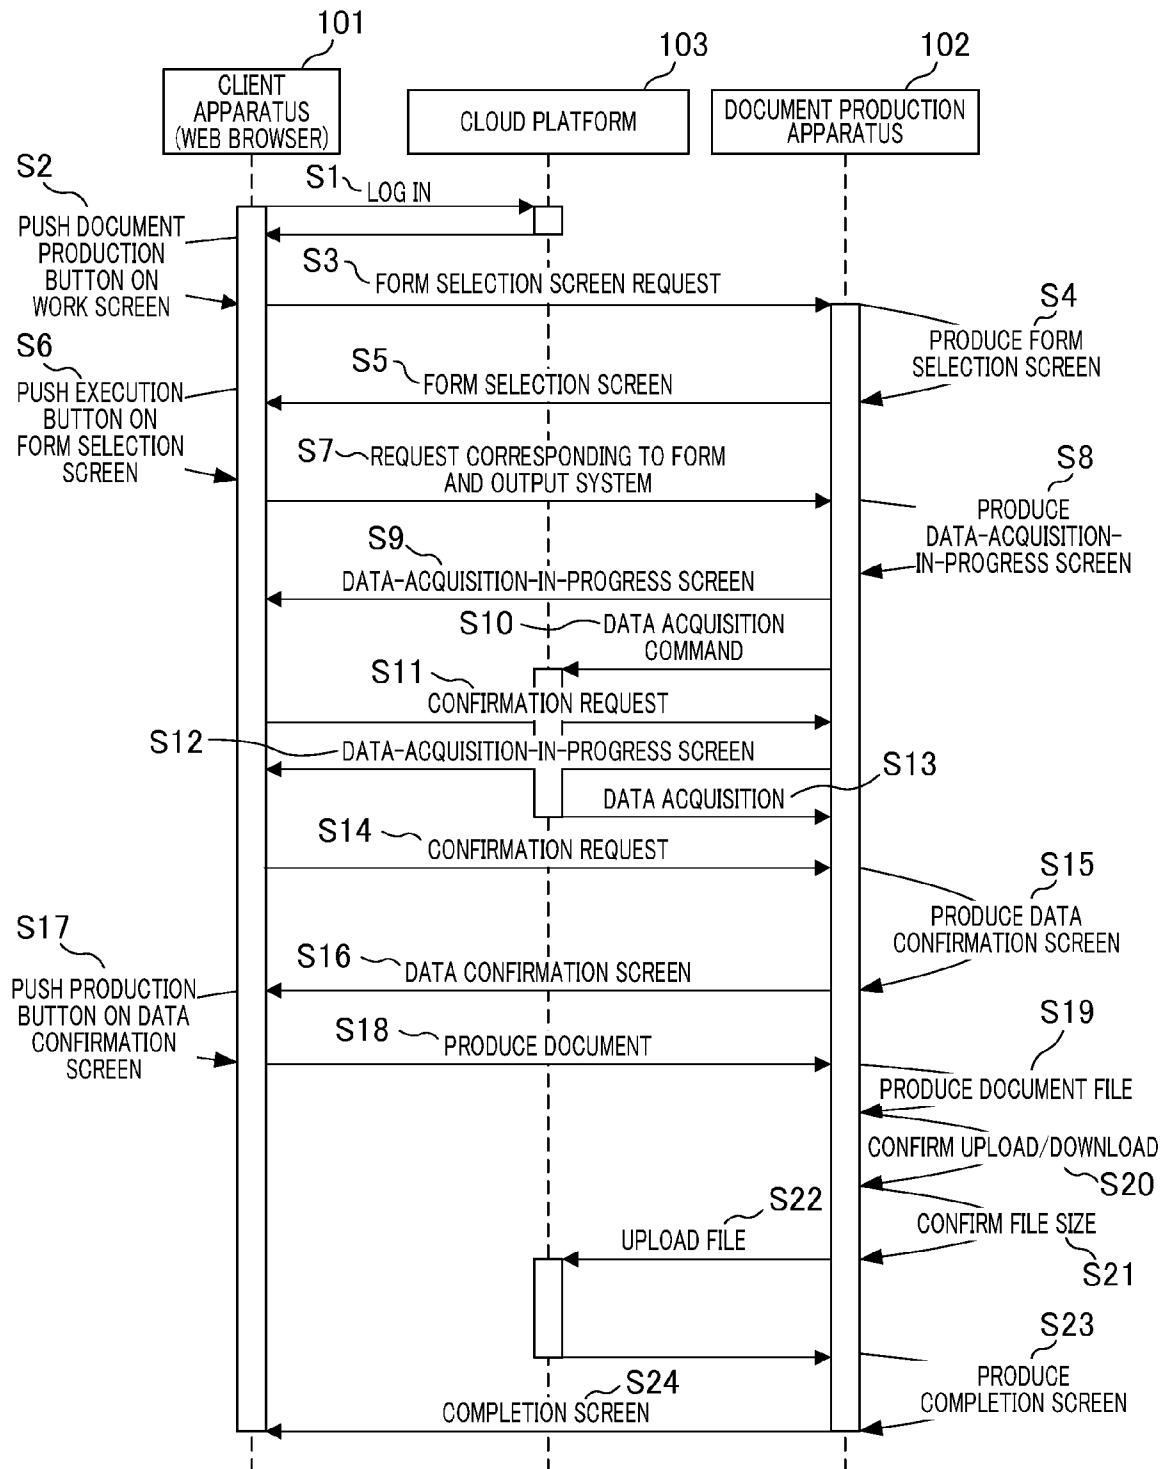 101
103
102
CLIENT
APPARATUS
(WEB BROWSER)
CLOUD PLATFORM
DOCUMENT PRODUCTION
APPARATUS
S1
LOG IN
S2
PUSH DOCUMENT
PRODUCTION
BUTTON ON
WORK SCREEN
S3
FORM SELECTION SCREEN REQUEST
S4
PRODUCE FORM
SELECTION SCREEN
S5
FORM SELECTION SCREEN
S6
PUSH EXECUTION
BUTTON ON
FORM SELECTION
SCREEN
S7
REQUEST CORRESPONDING TO FORM
AND OUTPUT SYSTEM
S8
PRODUCE
DATA-ACQUISITION-
IN-PROGRESS SCREEN
S9
DATA-ACQUISITION-IN-PROGRESS SCREEN
S10
DATA ACQUISITION
COMMAND
S11
CONFIRMATION REQUEST
S12
DATA-ACQUISITION-IN-PROGRESS SCREEN
S13
DATA ACQUISITION
S14
CONFIRMATION REQUEST
S15
PRODUCE DATA
CONFIRMATION SCREEN
S16
DATA CONFIRMATION SCREEN
S17
PUSH PRODUCTION
BUTTON ON DATA
CONFIRMATION
SCREEN
S18
PRODUCE DOCUMENT
S19
PRODUCE DOCUMENT FILE
CONFIRM UPLOAD/DOWNLOAD
S20
CONFIRM FILE SIZE
S21
S22
UPLOAD FILE
S23
PRODUCE
COMPLETION SCREEN
S24
COMPLETION SCREEN